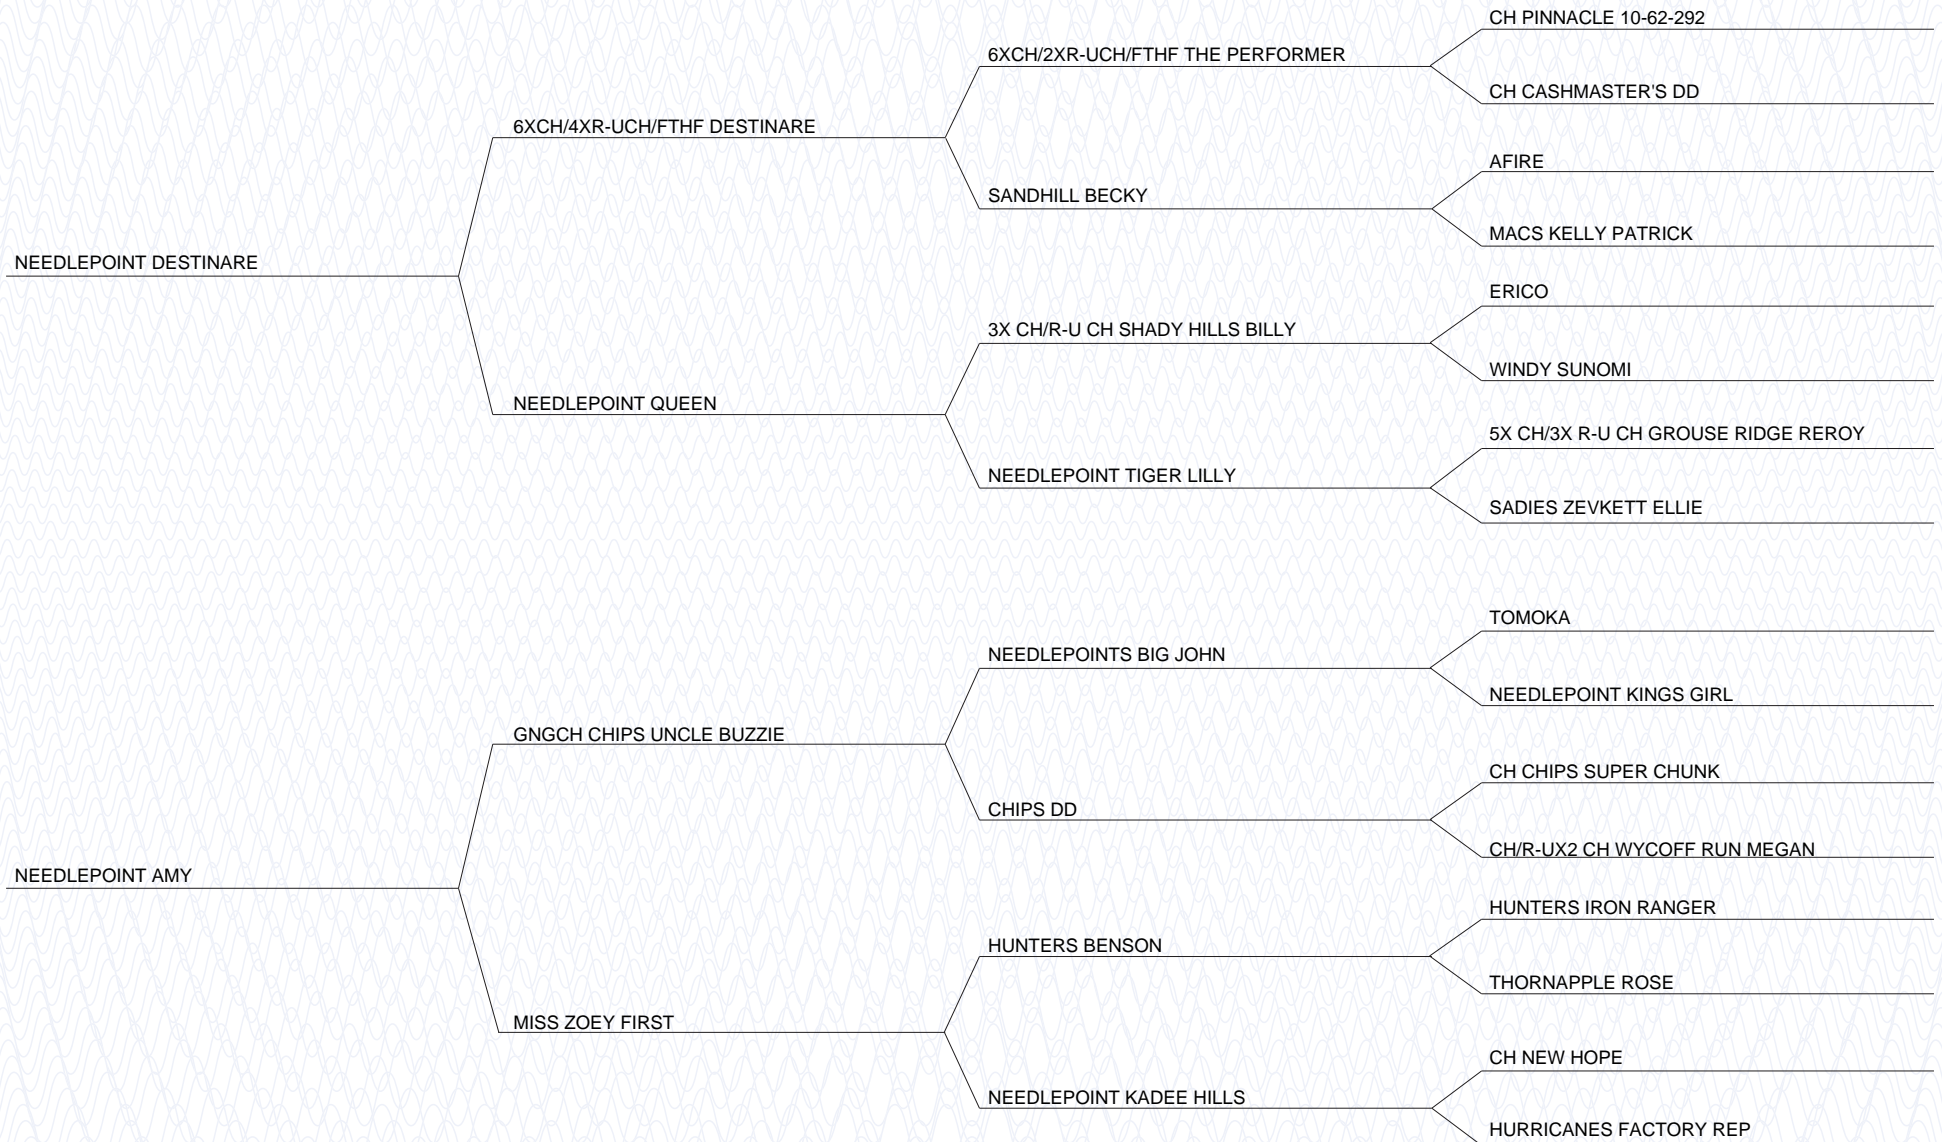 CH PINNACLE 10-62-292
6XCH/2XR-UCH/FTHF THE PERFORMER
CH CASHMASTER'S DD
6XCH/4XR-UCH/FTHF DESTINARE
AFIRE
SANDHILL BECKY
MACS KELLY PATRICK
NEEDLEPOINT DESTINARE
ERICO
3X CH/R-U CH SHADY HILLS BILLY
WINDY SUNOMI
NEEDLEPOINT QUEEN
5X CH/3X R-U CH GROUSE RIDGE REROY
NEEDLEPOINT TIGER LILLY
SADIES ZEVKETT ELLIE
TOMOKA
NEEDLEPOINTS BIG JOHN
NEEDLEPOINT KINGS GIRL
GNGCH CHIPS UNCLE BUZZIE
CH CHIPS SUPER CHUNK
CHIPS DD
CH/R-UX2 CH WYCOFF RUN MEGAN
NEEDLEPOINT AMY
HUNTERS IRON RANGER
HUNTERS BENSON
THORNAPPLE ROSE
MISS ZOEY FIRST
CH NEW HOPE
NEEDLEPOINT KADEE HILLS
HURRICANES FACTORY REP